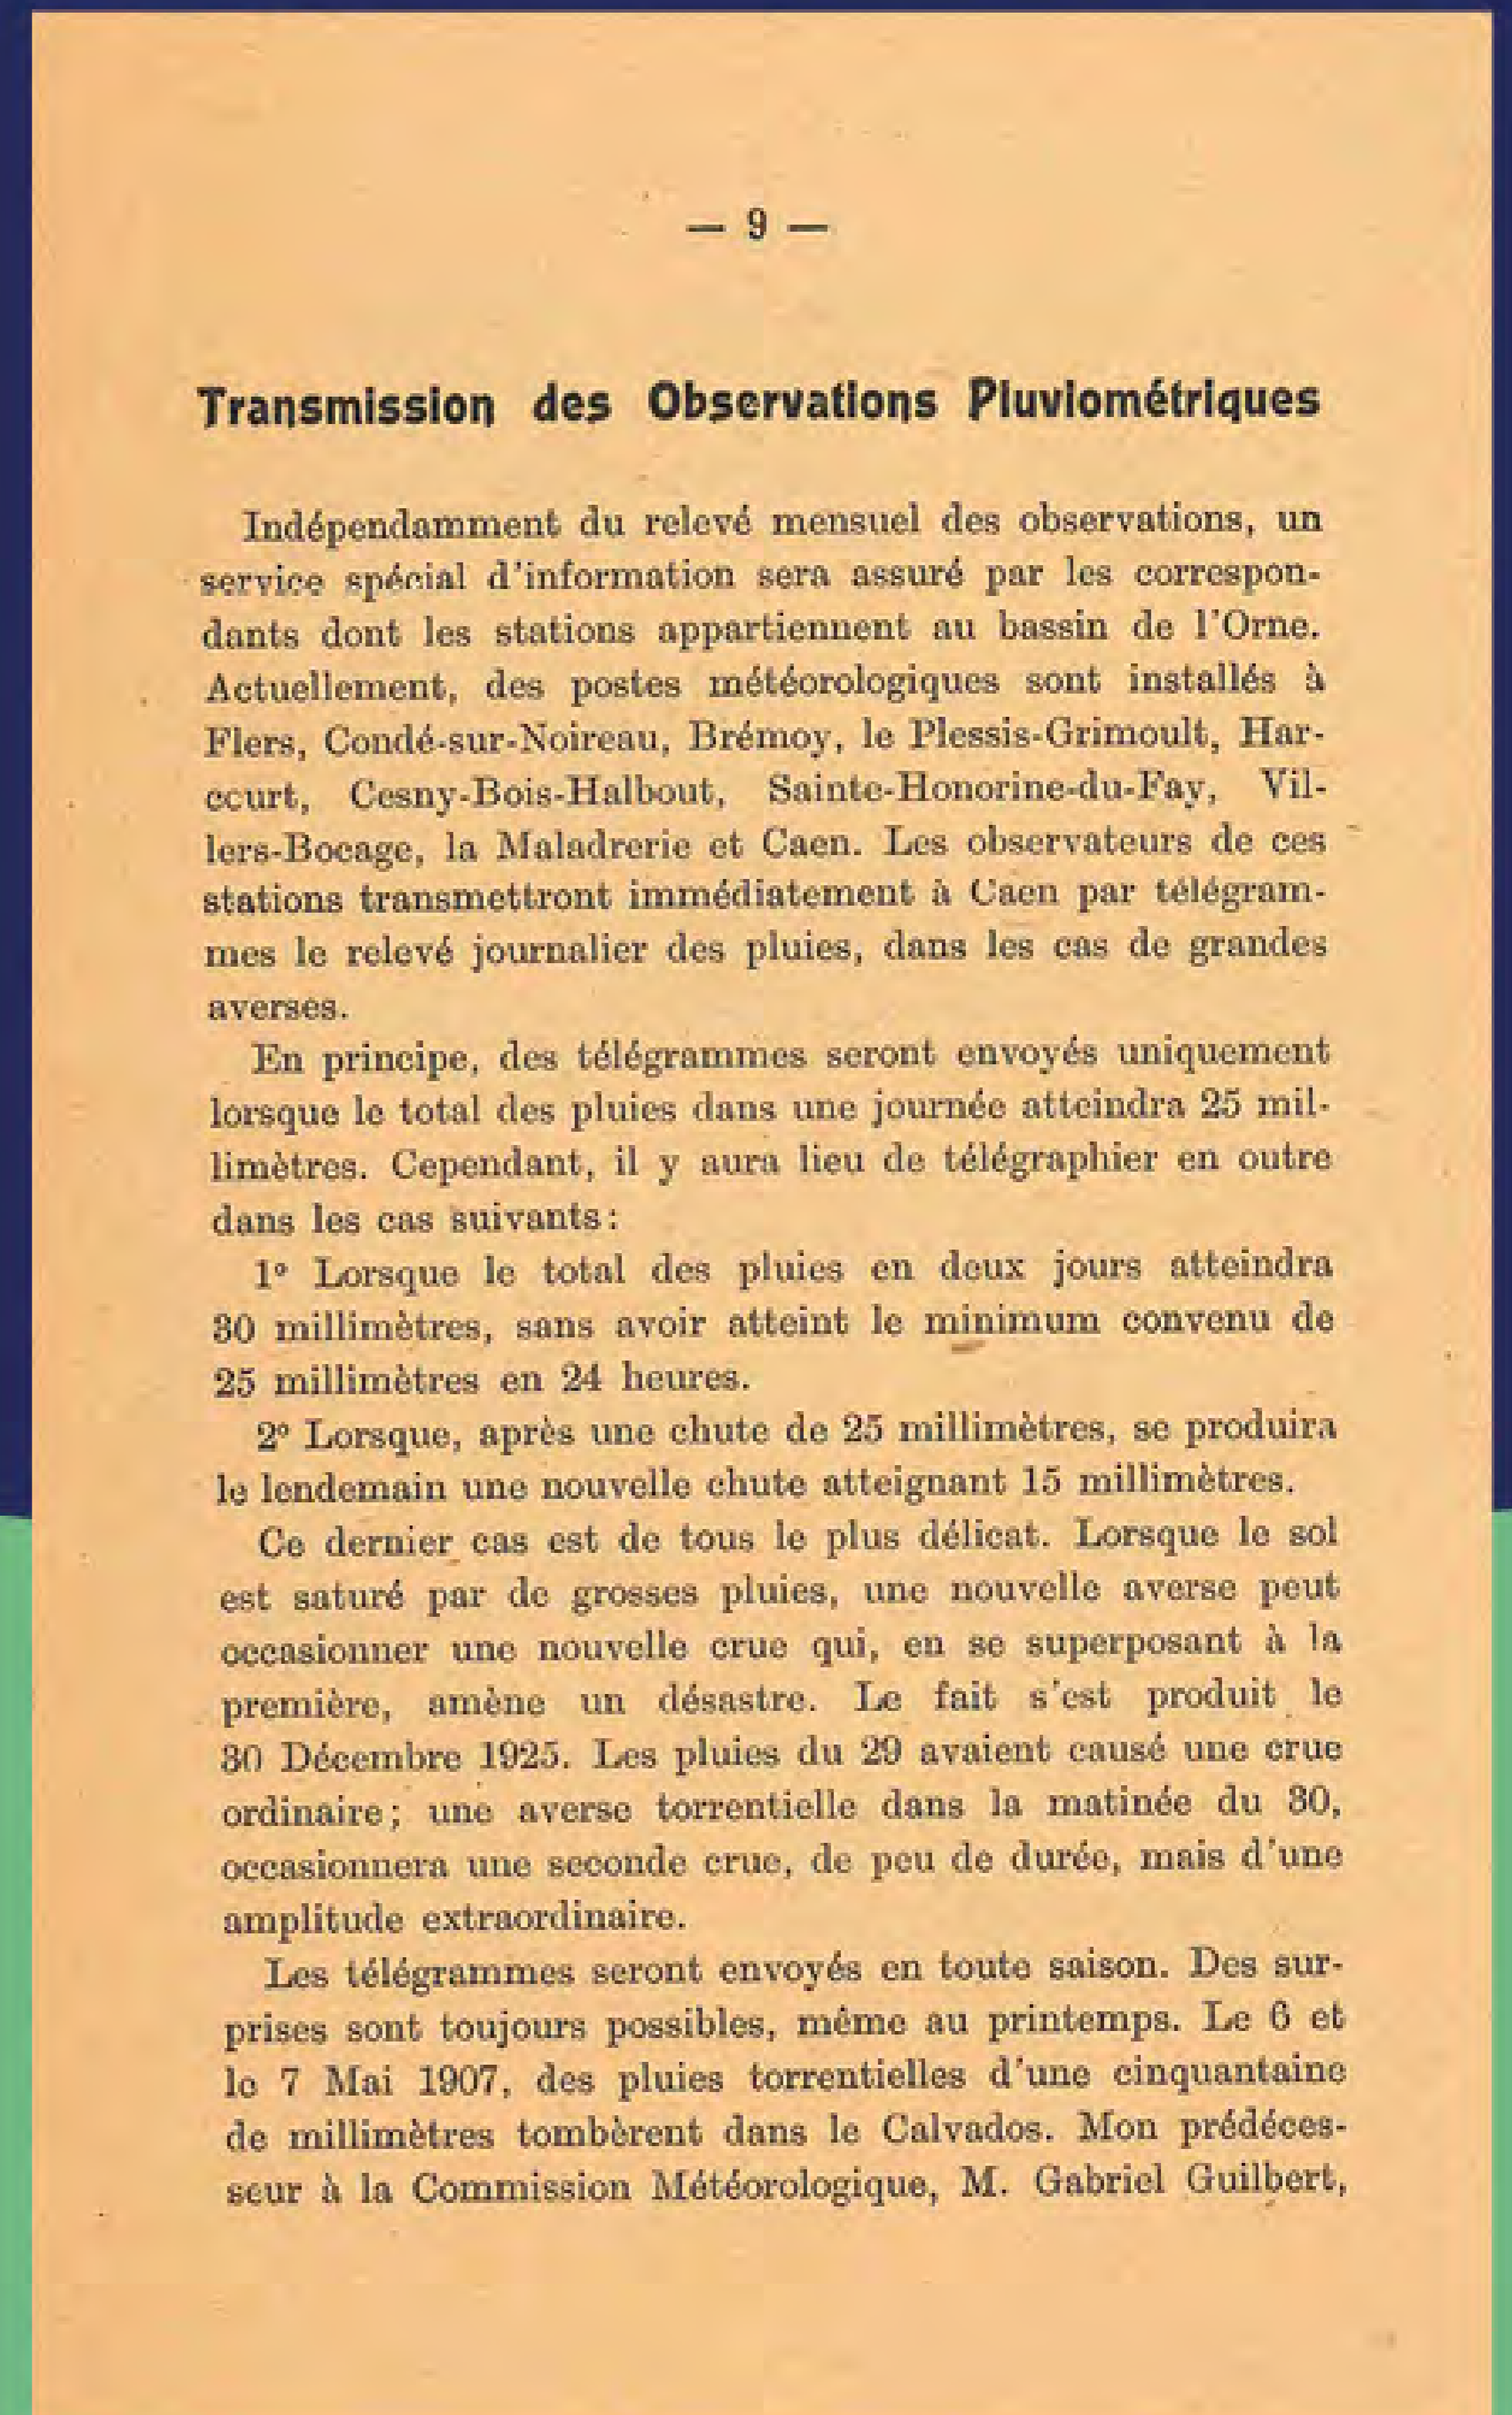 — 9 —
Transmission des Observations Pluviométriques
Indépendamment du relevé mensuel des observations, un
service spécial d'information sera assuré par les correspon-
dants dont les stations appartiennent au bassin de l'Orne.
Actuellement, des postes météorologiques sont installés à
Flers, Condé-sur-Noireau, Brémoy, le Plessis-Grimoult, Har-
court, Cesny-Bois-Halbout, Sainte-Honorine-du-Fay, Vil-
lers-Bocage, la Maladrerie et Caen. Les observateurs de ces
stations transmettront immédiatement à Caen par télégram-
mes le relevé journalier des pluies, dans les cas de grandes
averses.
En principe, des télégrammes seront envoyés uniquement
lorsque le total des pluies dans une journée atteindra 25 mil-
limètres. Cependant, il y aura lieu de télégraphier en outre
dans les cas suivants :
1° Lorsque le total des pluies en deux jours atteindra
30 millimètres, sans avoir atteint le minimum convenu de
25 millimètres en 24 heures.
2° Lorsque, après une chute de 25 millimètres, se produira
le lendemain une nouvelle chute atteignant 15 millimètres.
Ce dernier cas est de tous le plus délicat. Lorsque le sol
est saturé par de grosses pluies, une nouvelle averse peut
occasionner une nouvelle crue qui, en se superposant à la
première, amène un désastre. Le fait s'est produit le
30 Décembre 1925. Les pluies du 29 avaient causé une crue
ordinaire ; une averse torrentielle dans la matinée du 30,
occasionnera une seconde crue, de peu de durée, mais d'une
amplitude extraordinaire.
Les télégrammes seront envoyés en toute saison. Des sur-
prises sont toujours possibles, même au printemps. Le 6 et
le 7 Mai 1907, des pluies torrentielles d'une cinquantaine
de millimètres tombèrent dans le Calvados. Mon prédéces-
seur à la Commission Météorologique, M. Gabriel Guilbert,